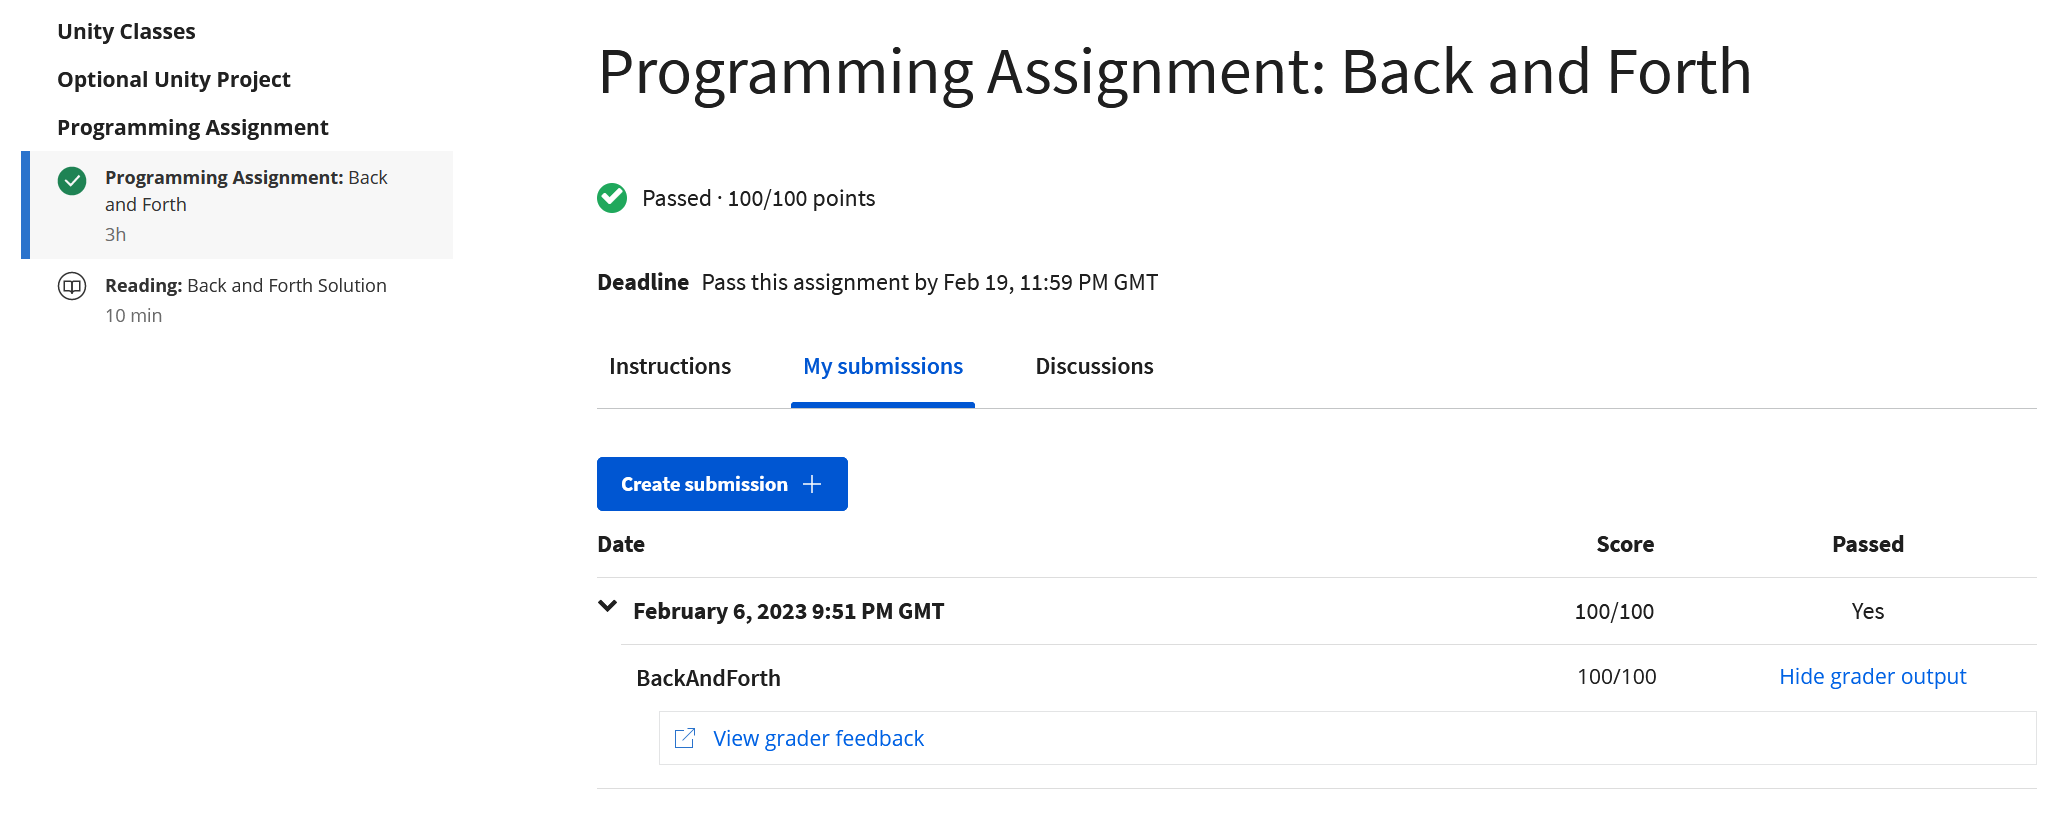 Unity Classes
Optional Unity Project
Programming Assignment
Programming Assignment: Back
and Forth
3h
Reading: Back and Forth Solution
10 min
Programming Assignment: Back and Forth
Passed · 100/100 points
Deadline Pass this assignment by Feb 19, 11:59 PM GMT
Instructions My submissions Discussions
Create submission
Date Score Passed
February 6, 2023 9:51 PM GMT 100/100 Yes
BackAndForth 100/100 Hide grader output
View grader feedback